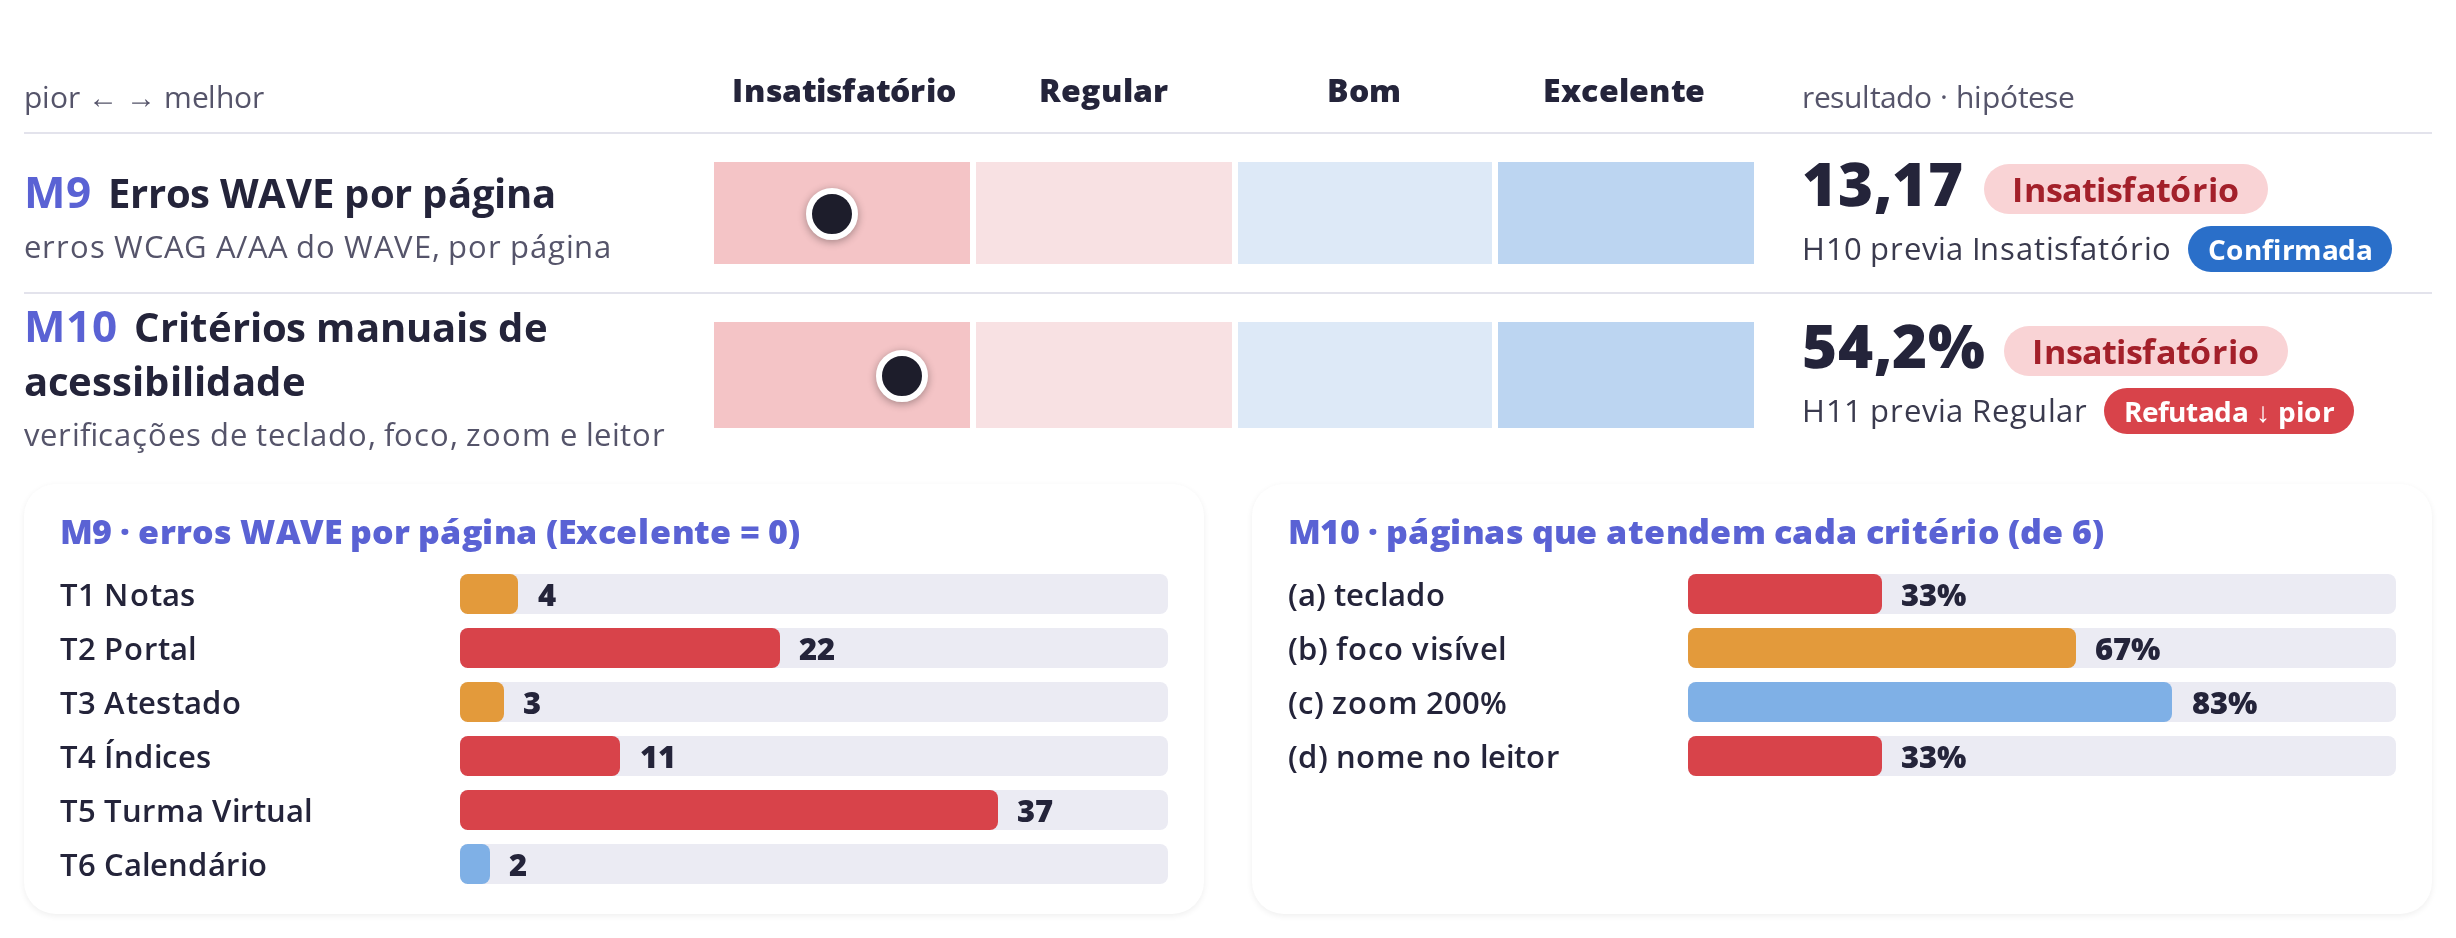 pior ← → melhor
Insatisfatório
Regular
Bom
Excelente
resultado · hipótese
M9 Erros WAVE por página
erros WCAG A/AA do WAVE, por página
13,17 Insatisfatório
H10 previa Insatisfatório Confirmada
M10 Critérios manuais de
acessibilidade
verificações de teclado, foco, zoom e leitor
54,2% Insatisfatório
H11 previa Regular Refutada ↓ pior
M9 · erros WAVE por página (Excelente = 0)
T1 Notas 4
T2 Portal 22
T3 Atestado 3
T4 Índices 11
T5 Turma Virtual 37
T6 Calendário 2
M10 · páginas que atendem cada critério (de 6)
(a) teclado 33%
(b) foco visível 67%
(c) zoom 200% 83%
(d) nome no leitor 33%